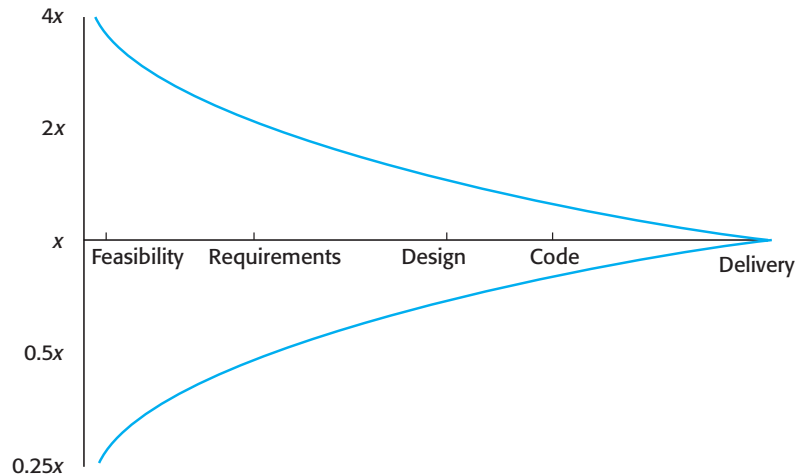 4x
2x
x
Feasibility Requirements Design Code Delivery
0.5x
0.25x